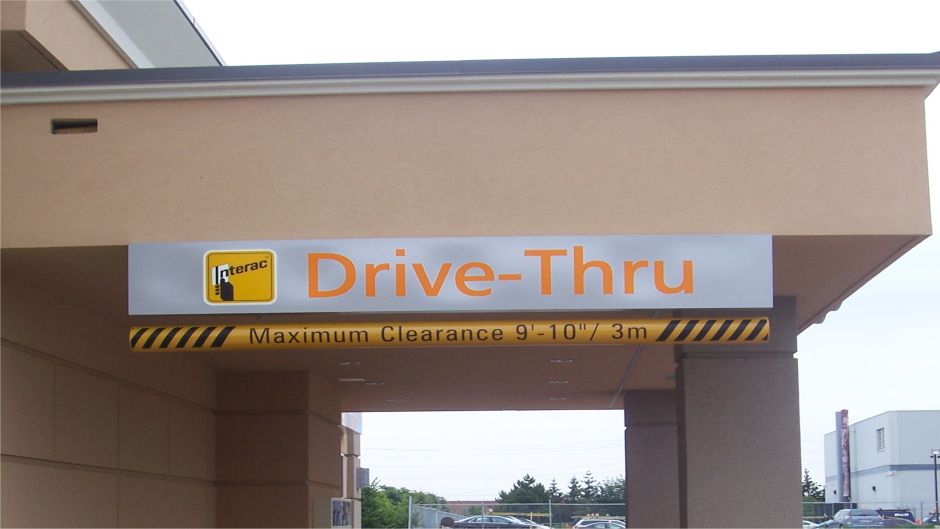 Interac
Drive-Thru
Maximum Clearance 9'-10"/ 3m